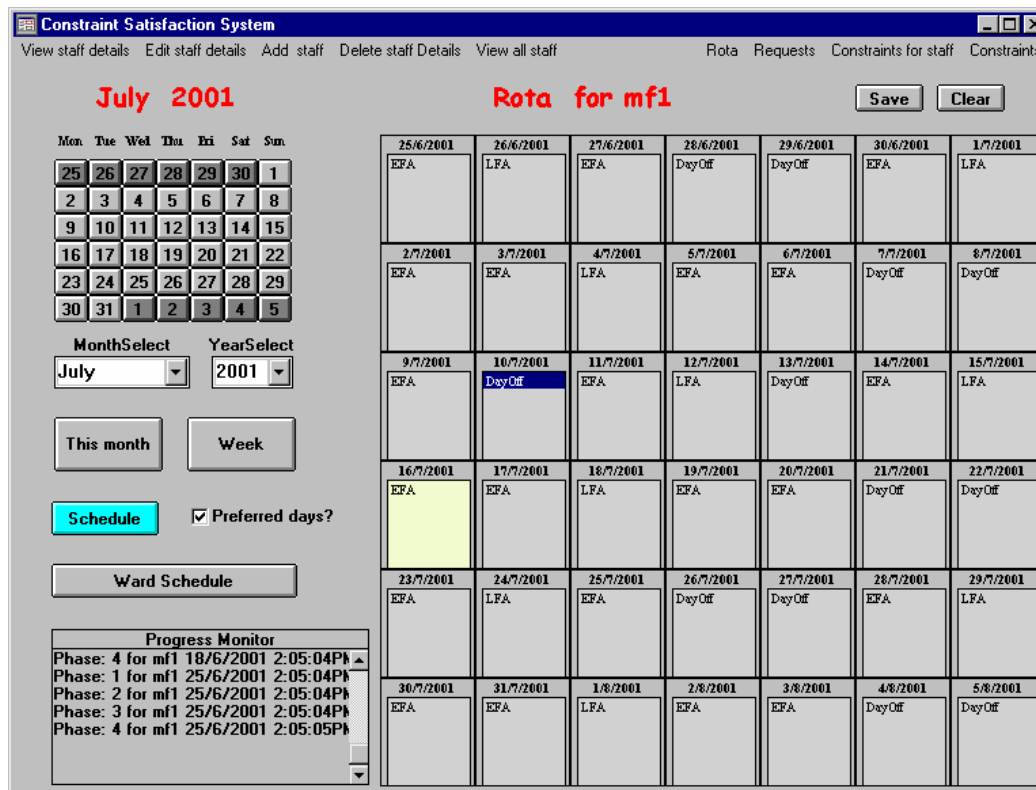 Constraint Satisfaction System
View staff details Edit staff details Add staff Delete staff Details View all staff Rota Requests Constraints for staff Constraints
July 2001 Rota for mf1 Save Clear
Mon Tue Wed Thu Fri Sat Sun
25 26 27 28 29 30 1
2 3 4 5 6 7 8
9 10 11 12 13 14 15
16 17 18 19 20 21 22
23 24 25 26 27 28 29
30 31 1 2 3 4 5
MonthSelect YearSelect
July 2001
This month Week
Schedule Preferred days?
Ward Schedule
Progress Monitor
Phase: 4 for mf1 18/6/2001 2:05:04PM
Phase: 1 for mf1 25/6/2001 2:05:04PM
Phase: 2 for mf1 25/6/2001 2:05:04PM
Phase: 3 for mf1 25/6/2001 2:05:04PM
Phase: 4 for mf1 25/6/2001 2:05:05PM
25/6/2001 26/6/2001 27/6/2001 28/6/2001 29/6/2001 30/6/2001 1/7/2001
EFA LFA EFA DayOff DayOff EFA LFA
2/7/2001 3/7/2001 4/7/2001 5/7/2001 6/7/2001 7/7/2001 8/7/2001
EFA EFA LFA EFA EFA DayOff DayOff
9/7/2001 10/7/2001 11/7/2001 12/7/2001 13/7/2001 14/7/2001 15/7/2001
EFA DayOff EFA LFA DayOff EFA LFA
16/7/2001 17/7/2001 18/7/2001 19/7/2001 20/7/2001 21/7/2001 22/7/2001
EFA EFA LFA EFA EFA DayOff DayOff
23/7/2001 24/7/2001 25/7/2001 26/7/2001 27/7/2001 28/7/2001 29/7/2001
EFA LFA EFA DayOff DayOff EFA LFA
30/7/2001 31/7/2001 1/8/2001 2/8/2001 3/8/2001 4/8/2001 5/8/2001
EFA EFA LFA EFA EFA DayOff DayOff